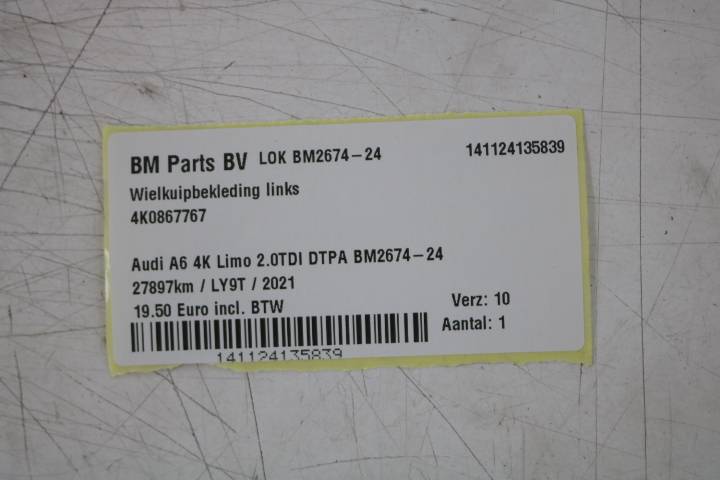 BM Parts BV LOK BM2674-24 141124135839
Wielkuipbekleding links
4K0867767
Audi A6 4K Limo 2.0TDI DTPA BM2674-24
27897km / LY9T / 2021
19.50 Euro incl. BTW Verz: 10
Aantal: 1
141124135839